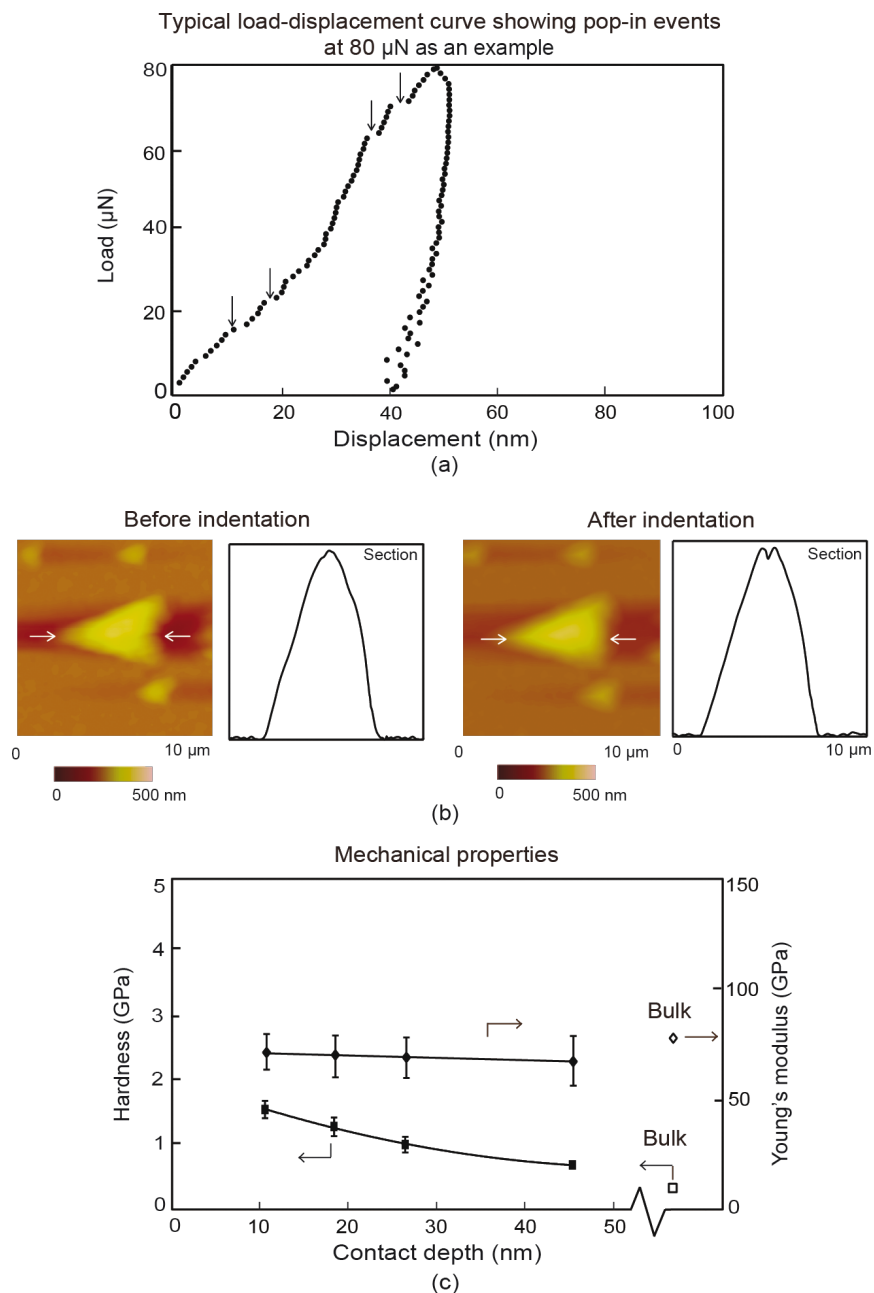 Typical load-displacement curve showing pop-in events
at 80 µN as an example
80
60
40
20
0
Load (µN)
0 20 40 60 80 100
Displacement (nm)
(a)
Before indentation
After indentation
Section
Section
0 10 µm
0 10 µm
0 10 µm
0 500 nm
0 500 nm
(b)
Mechanical properties
5
4
3
2
1
0
Hardness (GPa)
150
100
50
0
Young's modulus (GPa)
Bulk
Bulk
0 10 20 30 40 50
Contact depth (nm)
(c)